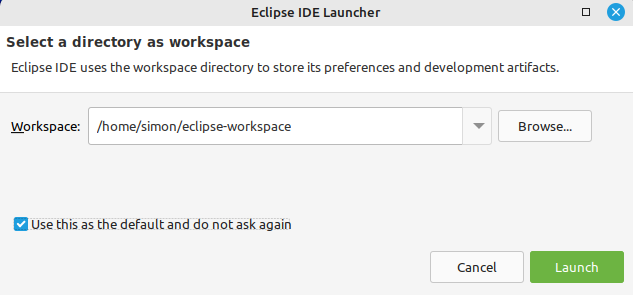 Eclipse IDE Launcher
Select a directory as workspace
Eclipse IDE uses the workspace directory to store its preferences and development artifacts.
Workspace: /home/simon/eclipse-workspace Browse...
Use this as the default and do not ask again
Cancel Launch